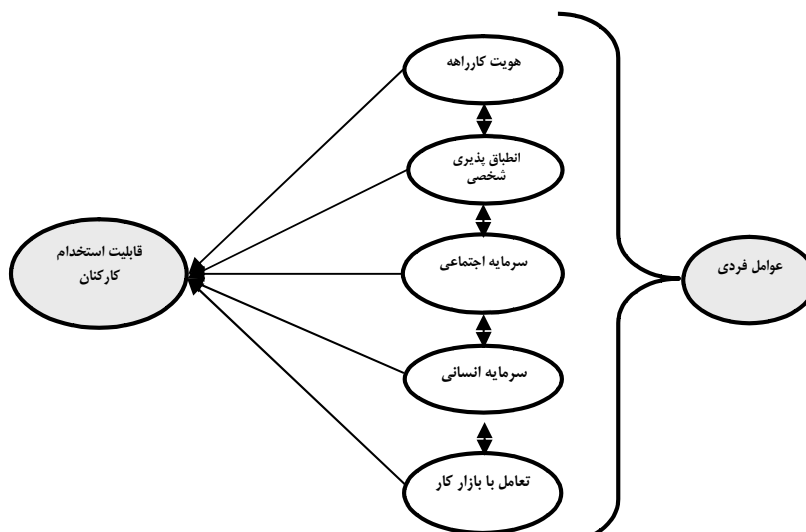 هویت کارراهه
انطباق پذیری
شخصی
سرمایه اجتماعی
سرمایه انسانی
تعامل با بازار کار
عوامل فردی
قابلیت استخدام
کارکنان